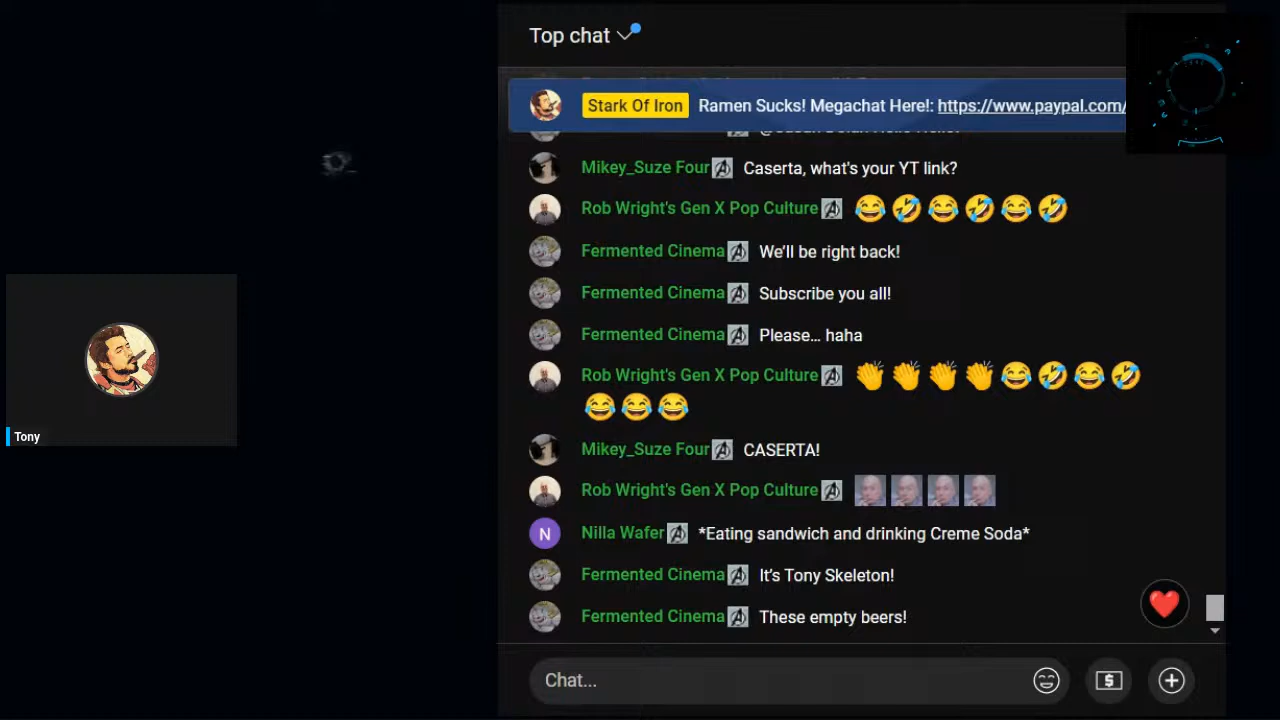 Top chat
Stark Of Iron Ramen Sucks! Megachat Here!: https://www.paypal.com/
Mikey_Suze Four Caserta, what's your YT link?
Rob Wright's Gen X Pop Culture 😂🤣😂🤣😂🤣
Fermented Cinema We'll be right back!
Fermented Cinema Subscribe you all!
Fermented Cinema Please… haha
Rob Wright's Gen X Pop Culture 👏👏👏👏😂🤣😂🤣
😂😂😂
Mikey_Suze Four CASERTA!
Rob Wright's Gen X Pop Culture
N Nilla Wafer *Eating sandwich and drinking Creme Soda*
Fermented Cinema It's Tony Skeleton!
Fermented Cinema These empty beers!
Chat...
Tony